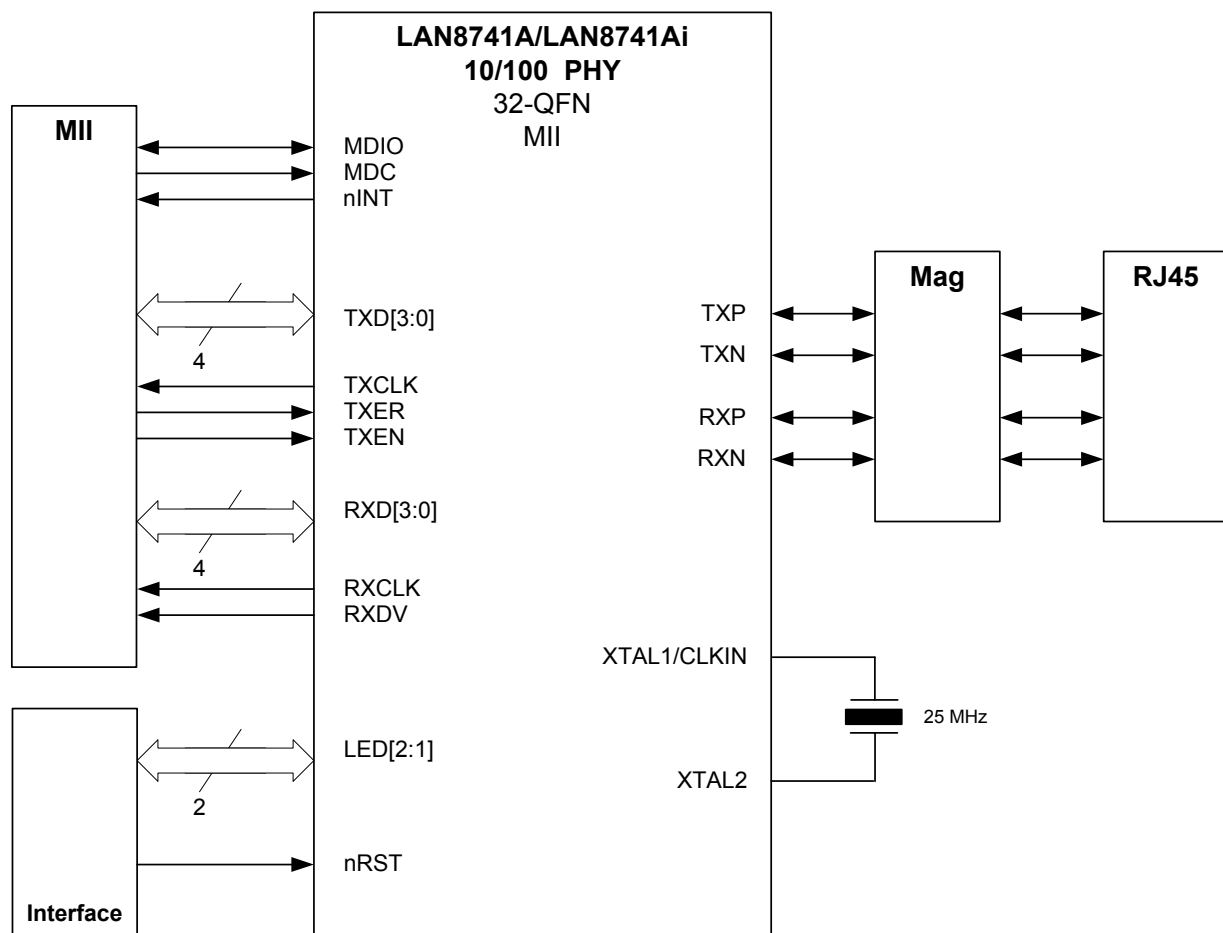 LAN8741A/LAN8741Ai
10/100 PHY
32-QFN
MII
MII
MDIO
MDC
nINT
TXD[3:0]
4
TXCLK
TXER
TXEN
RXD[3:0]
4
RXCLK
RXDV
LED[2:1]
2
nRST
Interface
TXP
TXN
RXP
RXN
Mag
RJ45
XTAL1/CLKIN
25 MHz
XTAL2